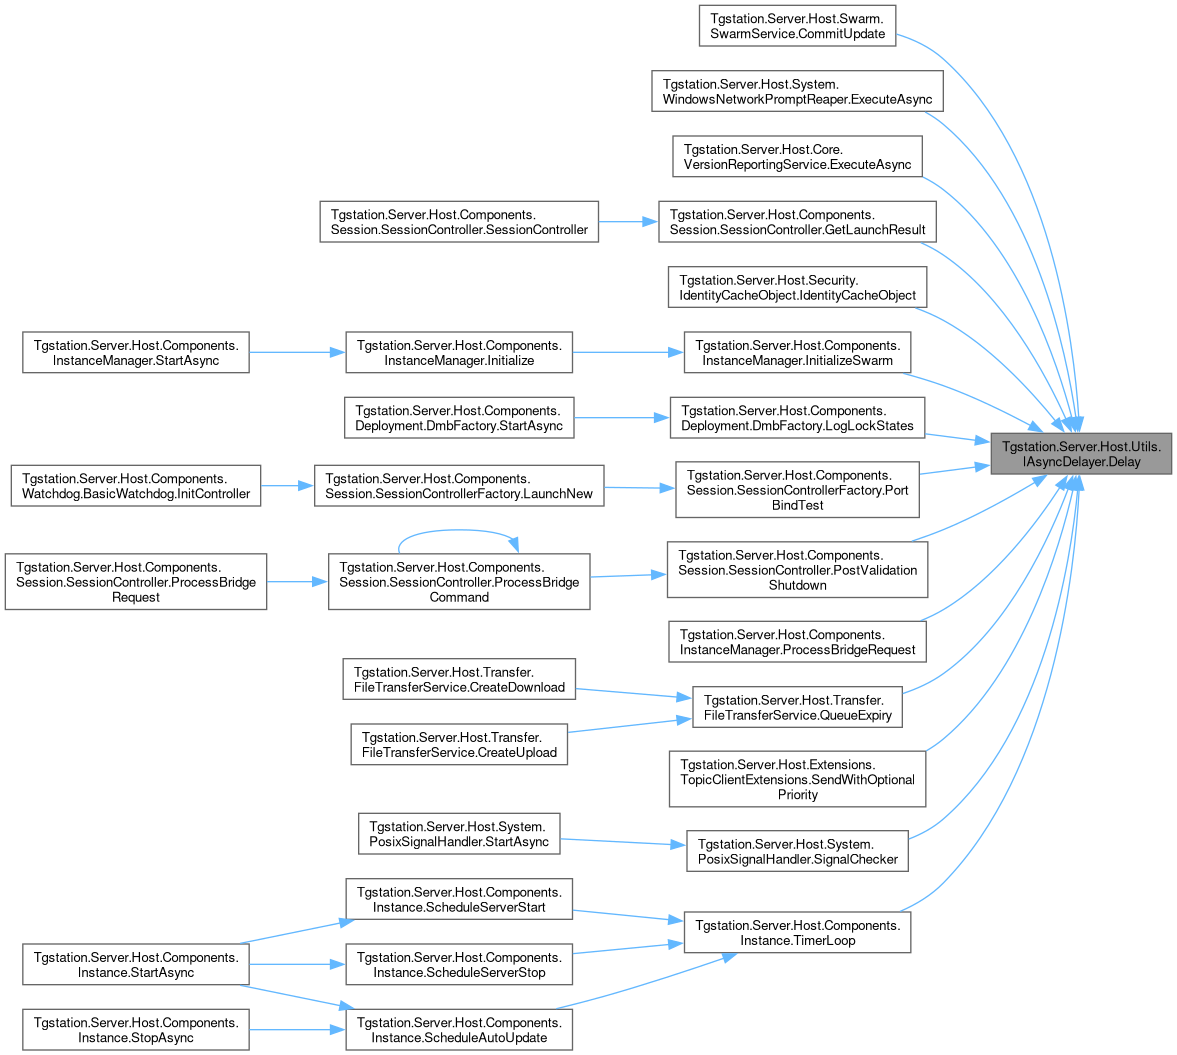 Tgstation.Server.Host.Swarm.
SwarmService.CommitUpdate
Tgstation.Server.Host.System.
WindowsNetworkPromptReaper.ExecuteAsync
Tgstation.Server.Host.Core.
VersionReportingService.ExecuteAsync
Tgstation.Server.Host.Components.
Session.SessionController.SessionController
Tgstation.Server.Host.Components.
Session.SessionController.GetLaunchResult
Tgstation.Server.Host.Security.
IdentityCacheObject.IdentityCacheObject
Tgstation.Server.Host.Components.
InstanceManager.StartAsync
Tgstation.Server.Host.Components.
InstanceManager.Initialize
Tgstation.Server.Host.Components.
InstanceManager.InitializeSwarm
Tgstation.Server.Host.Components.
Deployment.DmbFactory.StartAsync
Tgstation.Server.Host.Components.
Deployment.DmbFactory.LogLockStates
Tgstation.Server.Host.Utils.
IAsyncDelayer.Delay
Tgstation.Server.Host.Components.
Watchdog.BasicWatchdog.InitController
Tgstation.Server.Host.Components.
Session.SessionControllerFactory.LaunchNew
Tgstation.Server.Host.Components.
Session.SessionControllerFactory.Port
BindTest
Tgstation.Server.Host.Components.
Session.SessionController.ProcessBridge
Request
Tgstation.Server.Host.Components.
Session.SessionController.ProcessBridge
Command
Tgstation.Server.Host.Components.
Session.SessionController.PostValidation
Shutdown
Tgstation.Server.Host.Components.
InstanceManager.ProcessBridgeRequest
Tgstation.Server.Host.Transfer.
FileTransferService.CreateDownload
Tgstation.Server.Host.Transfer.
FileTransferService.QueueExpiry
Tgstation.Server.Host.Transfer.
FileTransferService.CreateUpload
Tgstation.Server.Host.Extensions.
TopicClientExtensions.SendWithOptional
Priority
Tgstation.Server.Host.System.
PosixSignalHandler.StartAsync
Tgstation.Server.Host.System.
PosixSignalHandler.SignalChecker
Tgstation.Server.Host.Components.
Instance.ScheduleServerStart
Tgstation.Server.Host.Components.
Instance.TimerLoop
Tgstation.Server.Host.Components.
Instance.StartAsync
Tgstation.Server.Host.Components.
Instance.ScheduleServerStop
Tgstation.Server.Host.Components.
Instance.StopAsync
Tgstation.Server.Host.Components.
Instance.ScheduleAutoUpdate